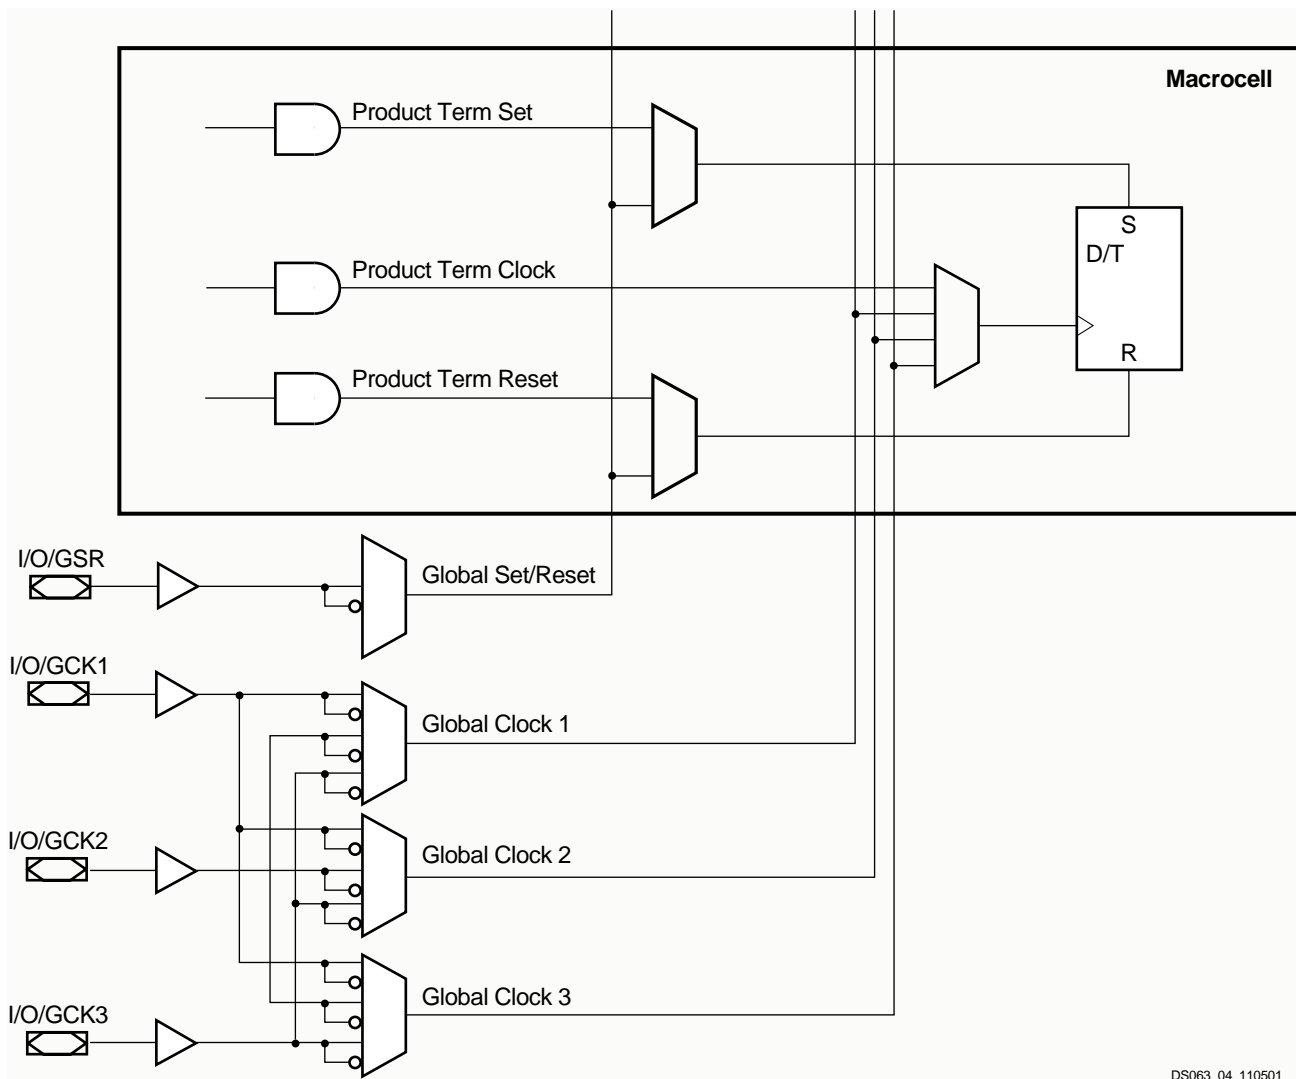 Macrocell
Product Term Set
S
D/T
Product Term Clock
R
Product Term Reset
I/O/GSR
Global Set/Reset
I/O/GCK1
Global Clock 1
I/O/GCK2
Global Clock 2
I/O/GCK3
Global Clock 3
DS063_04_110501